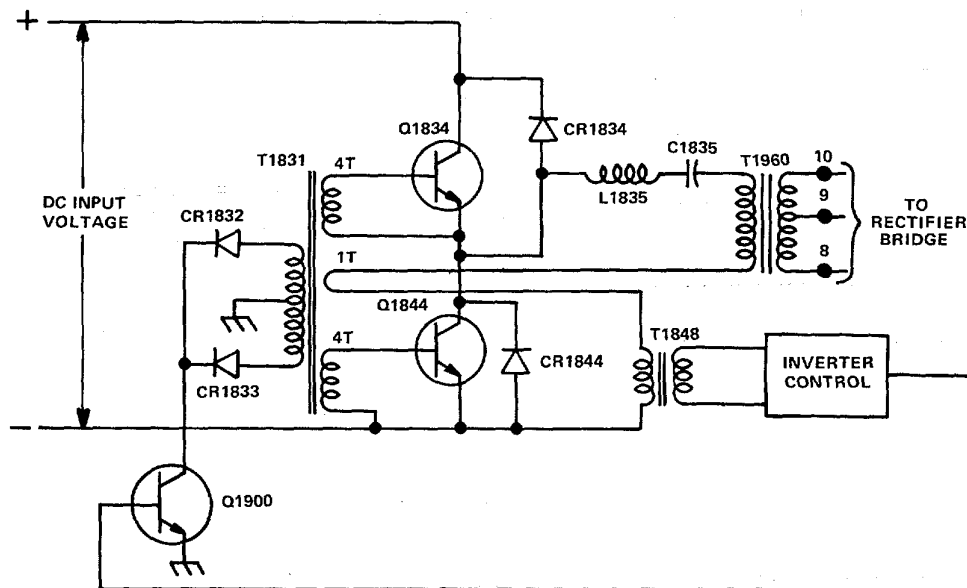 +
Q1834
CR1834
C1835
T1831
4T
T1960
10
DC INPUT
VOLTAGE
CR1832
L1835
9
TO
RECTIFIER
BRIDGE
8
1T
Q1844
T1848
4T
CR1844
INVERTER
CONTROL
CR1833
−
Q1900